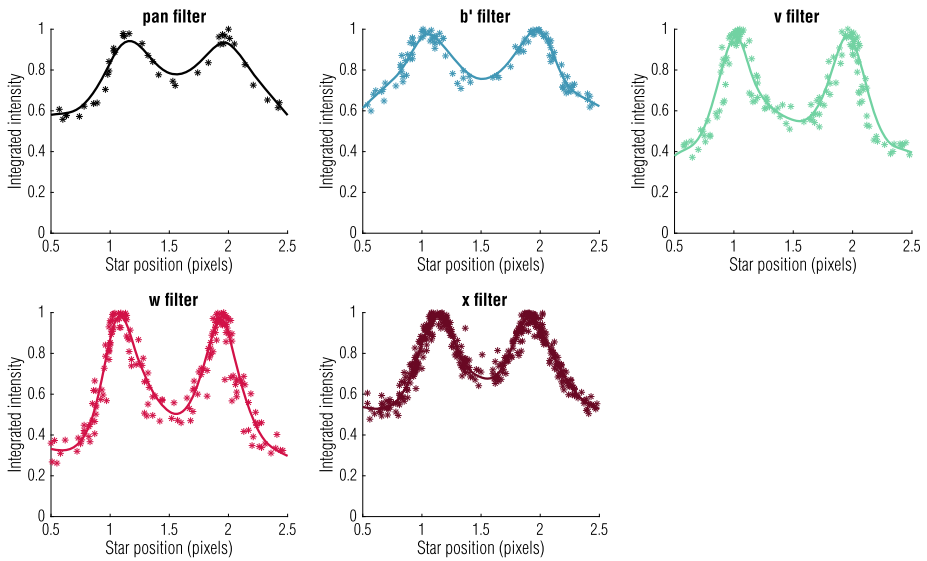 pan filter
1
0.8
0.6
0.4
0.2
0
Integrated intensity
0.5 1 1.5 2 2.5
Star position (pixels)
b' filter
1
0.8
0.6
0.4
0.2
0
Integrated intensity
0.5 1 1.5 2 2.5
Star position (pixels)
v filter
1
0.8
0.6
0.4
0.2
0
Integrated intensity
0.5 1 1.5 2 2.5
Star position (pixels)
w filter
1
0.8
0.6
0.4
0.2
0
Integrated intensity
0.5 1 1.5 2 2.5
Star position (pixels)
x filter
1
0.8
0.6
0.4
0.2
0
Integrated intensity
0.5 1 1.5 2 2.5
Star position (pixels)